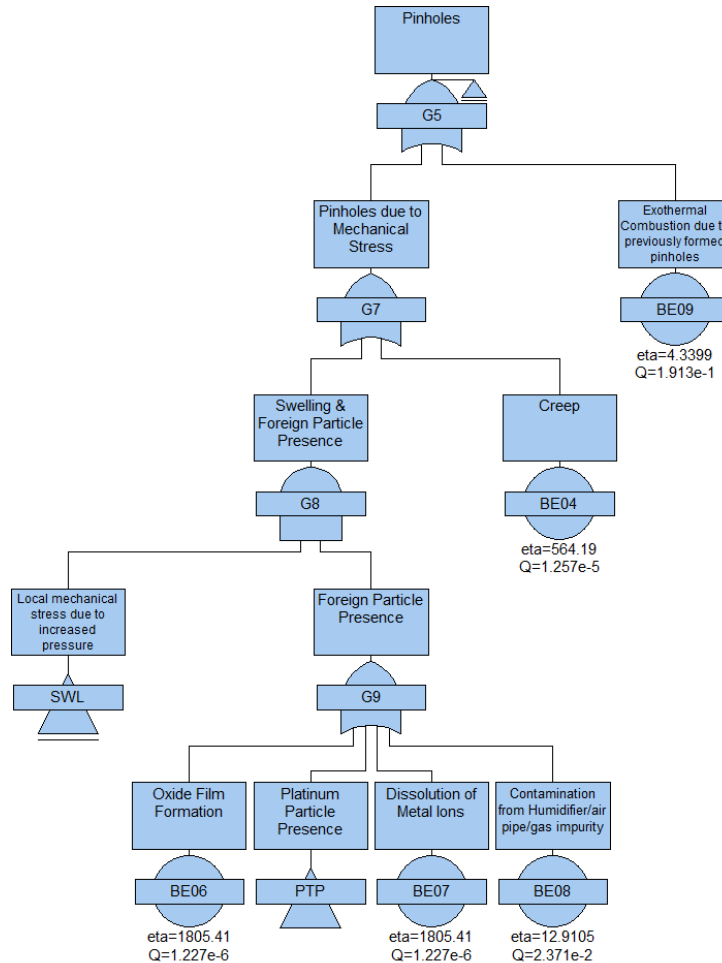 Pinholes
G5
Pinholes due to
Mechanical
Stress
Exothermal
Combustion due t
previously formed
pinholes
G7
BE09
eta=4.3399
Q=1.913e-1
Swelling &
Foreign Particle
Presence
Creep
G8
BE04
eta=564.19
Q=1.257e-5
Local mechanical
stress due to
increased
pressure
Foreign Particle
Presence
SWL
G9
Oxide Film
Formation
Platinum
Particle
Presence
Dissolution of
Metal Ions
Contamination
from Humidifier/air
pipe/gas impurity
BE06
PTP
BE07
BE08
eta=1805.41
Q=1.227e-6
eta=1805.41
Q=1.227e-6
eta=12.9105
Q=2.371e-2